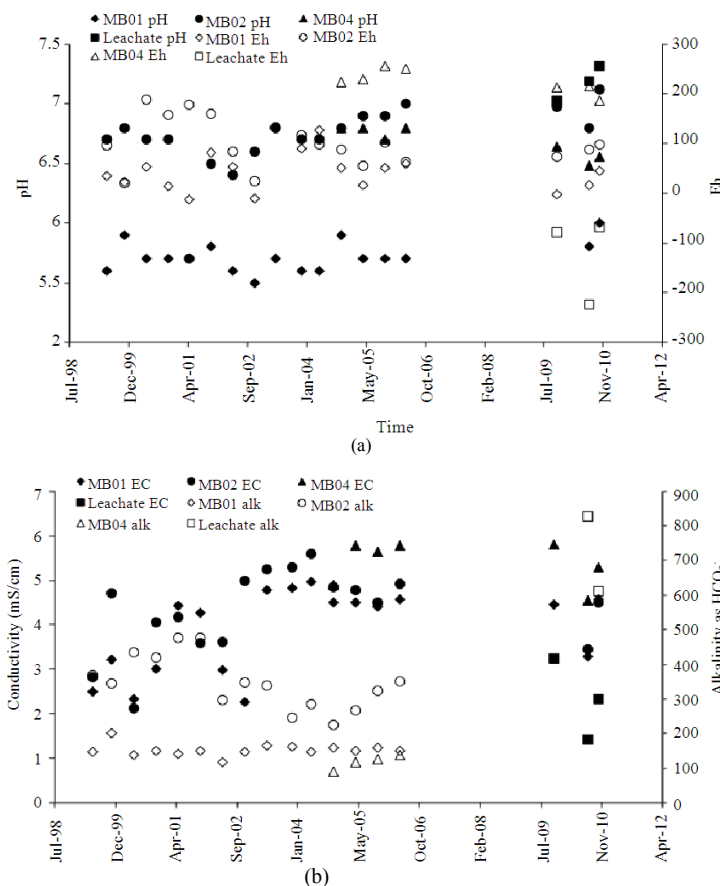 MB01 pH MB02 pH MB04 pH
Leachate pH MB01 Eh MB02 Eh
MB04 Eh Leachate Eh
7.5
7
6.5
6
5.5
2
pH
300
200
100
0
-100
-200
-300
Eh
Jul-98 Dec-99 Apr-01 Sep-02 Jan-04 May-05 Oct-06 Feb-08 Jul-09 Nov-10 Apr-12
Time
(a)
MB01 EC MB02 EC MB04 EC
Leachate EC MB01 alk MB02 alk
MB04 alk Leachate alk
7
6
5
4
3
2
1
0
Conductivity (mS/cm)
900
800
700
600
500
400
300
200
100
0
Alkalinity as HCO3-
Jul-98 Dec-99 Apr-01 Sep-02 Jan-04 May-05 Oct-06 Feb-08 Jul-09 Nov-10 Apr-12
(b)